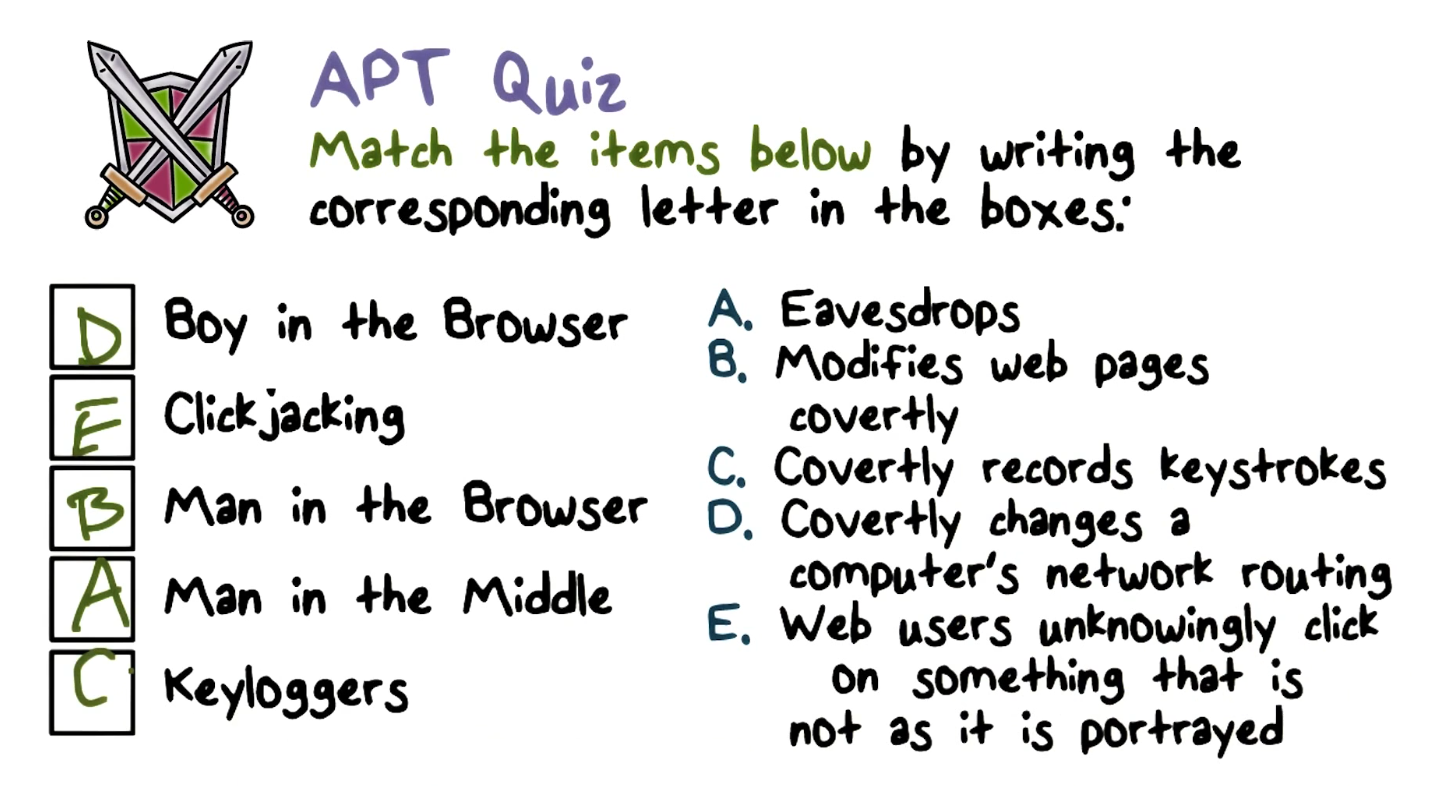 APT Quiz
Match the items below by writing the
corresponding letter in the boxes:
D Boy in the Browser
E Clickjacking
B Man in the Browser
A Man in the Middle
C Keyloggers
A. Eavesdrops
B. Modifies web pages
covertly
C. Covertly records keystrokes
D. Covertly changes a
computer's network routing
E. Web users unknowingly click
on something that is
not as it is portrayed